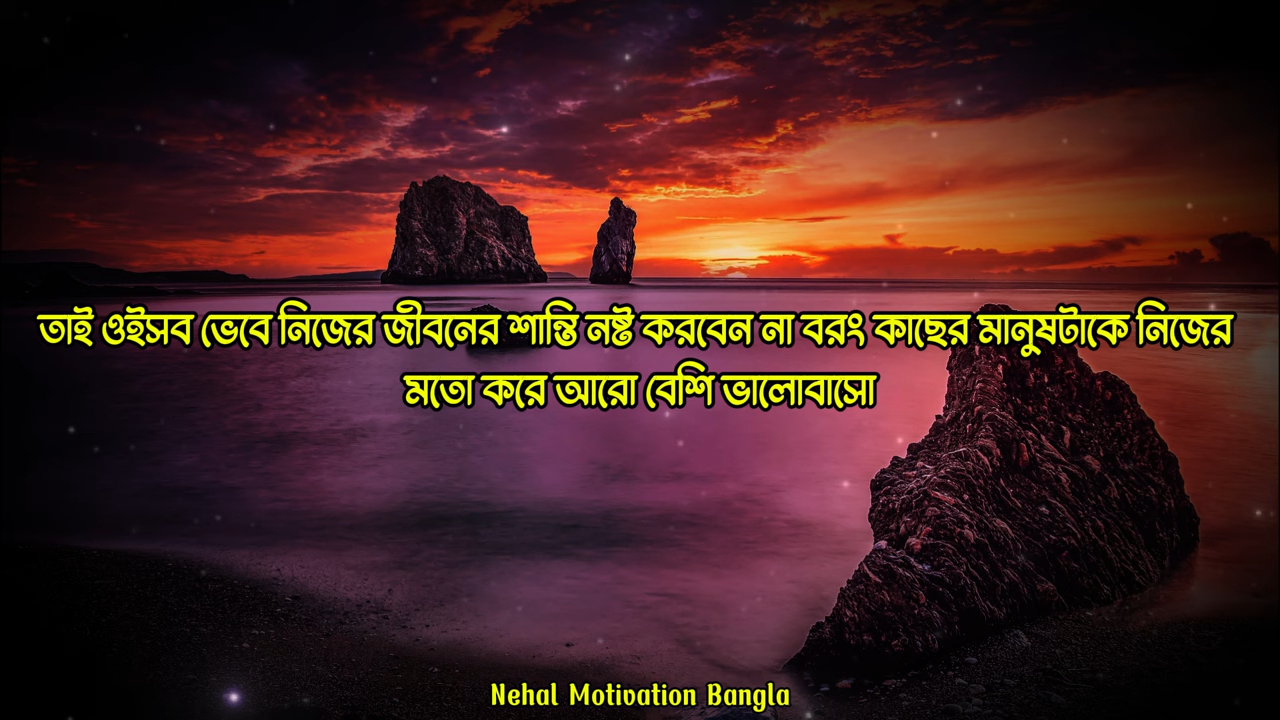 তাই ওইসব ভেবে নিজের জীবনের শান্তি নষ্ট করবেন না বরং কাছের মানুষটাকে নিজের
মতো করে আরো বেশি ভালোবাসো
Nehal Motivation Bangla